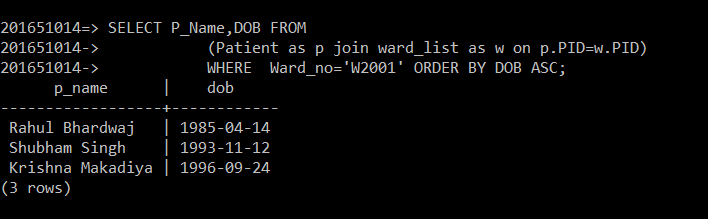 201651014=> SELECT P_Name,DOB FROM
201651014-> (Patient as p join ward_list as w on p.PID=w.PID)
201651014-> WHERE  Ward_no='W2001' ORDER BY DOB ASC;
p_name | dob
------------------+------------
Rahul Bhardwaj | 1985-04-14
Shubham Singh | 1993-11-12
Krishna Makadiya | 1996-09-24
(3 rows)